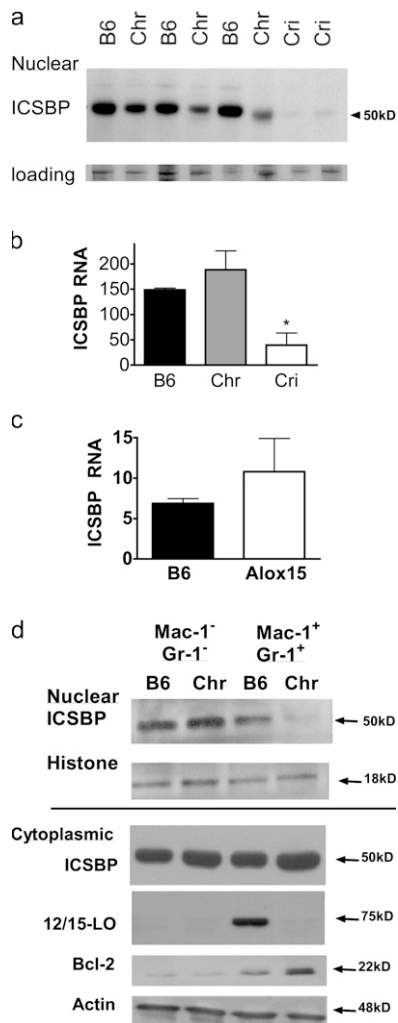 a
B6 Chr B6 Chr B6 Chr Cri Cri
Nuclear
ICSBP
50kD
loading
b
ICSBP RNA
200
150
100
50
0
*
B6 Chr Cri
c
ICSBP RNA
15
10
5
0
B6 Alox15
d
Mac-1⁻ Mac-1⁺
Gr-1⁻ Gr-1⁺
B6 Chr B6 Chr
Nuclear
ICSBP
50kD
Histone
18kD
Cytoplasmic
ICSBP
50kD
12/15-LO
75kD
Bcl-2
22kD
Actin
48kD